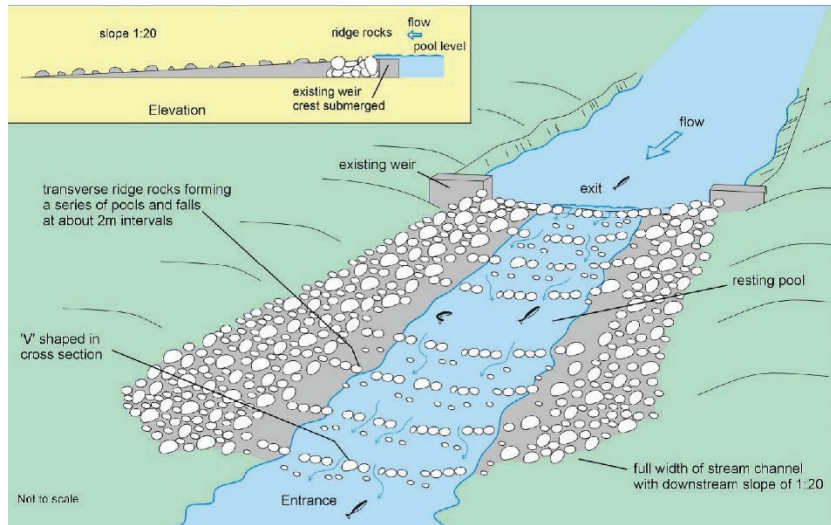 slope 1:20
ridge rocks
flow
pool level
existing weir
crest submerged
Elevation
flow
existing weir
exit
transverse ridge rocks forming
a series of pools and falls
at about 2m intervals
resting pool
'V' shaped in
cross section
full width of stream channel
with downstream slope of 1:20
Not to scale
Entrance